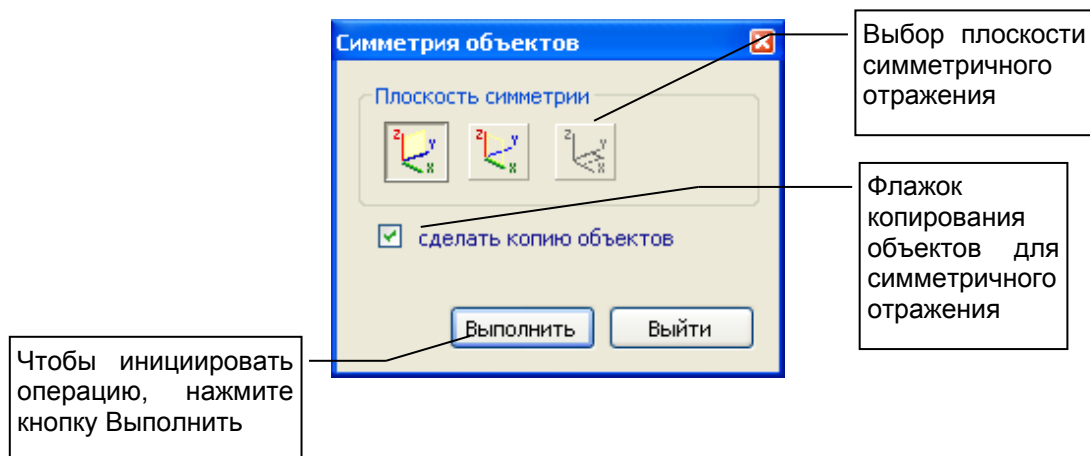 Симметрия объектов
Плоскость симметрии
Z
Y
X
Z
Y
X
Z
Y
X
сделать копию объектов
Выполнить
Выйти
Выбор плоскости
симметричного
отражения
Флажок
копирования
объектов для
симметричного
отражения
Чтобы инициировать
операцию, нажмите
кнопку Выполнить